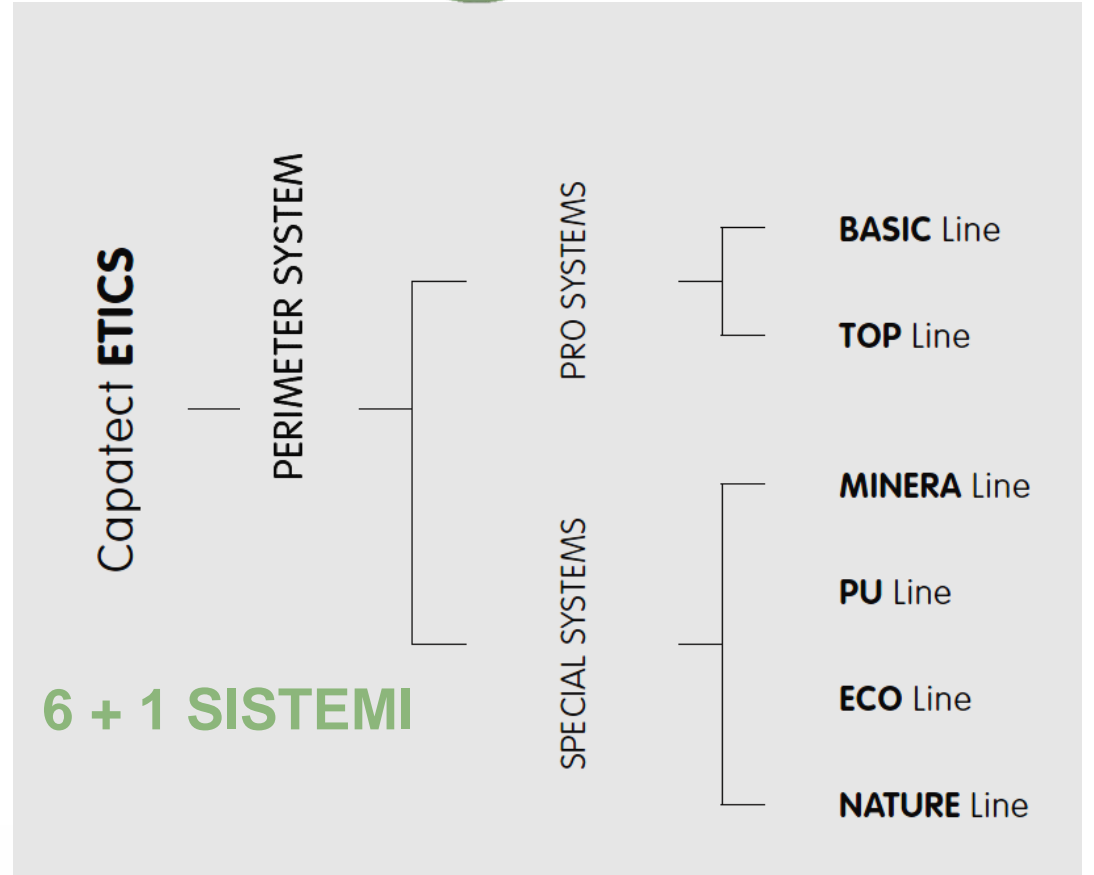 Capatect ETICS
PERIMETER SYSTEM
PRO SYSTEMS
BASIC Line
TOP Line
SPECIAL SYSTEMS
MINERA Line
PU Line
ECO Line
NATURE Line
6 + 1 SISTEMI